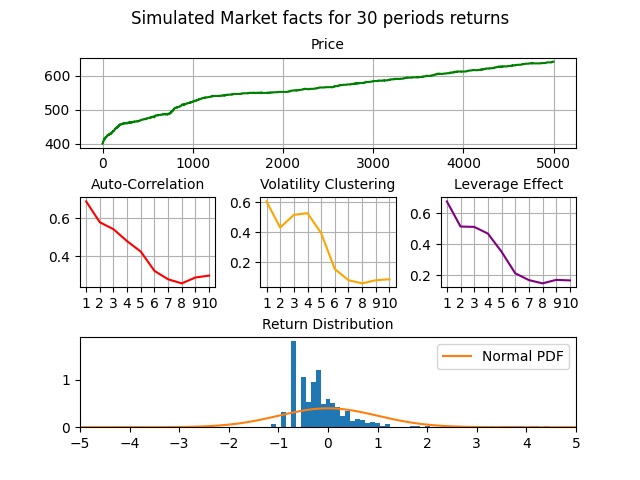 Simulated Market facts for 30 periods returns
Price
600
500
400
0 1000 2000 3000 4000 5000
Auto-Correlation Volatility Clustering Leverage Effect
0.6 0.6 0.6
0.4 0.4 0.4
0.2 0.2
1 2 3 4 5 6 7 8 9 10 1 2 3 4 5 6 7 8 9 10 1 2 3 4 5 6 7 8 9 10
Return Distribution
Normal PDF
1
0
−5 −4 −3 −2 −1 0 1 2 3 4 5